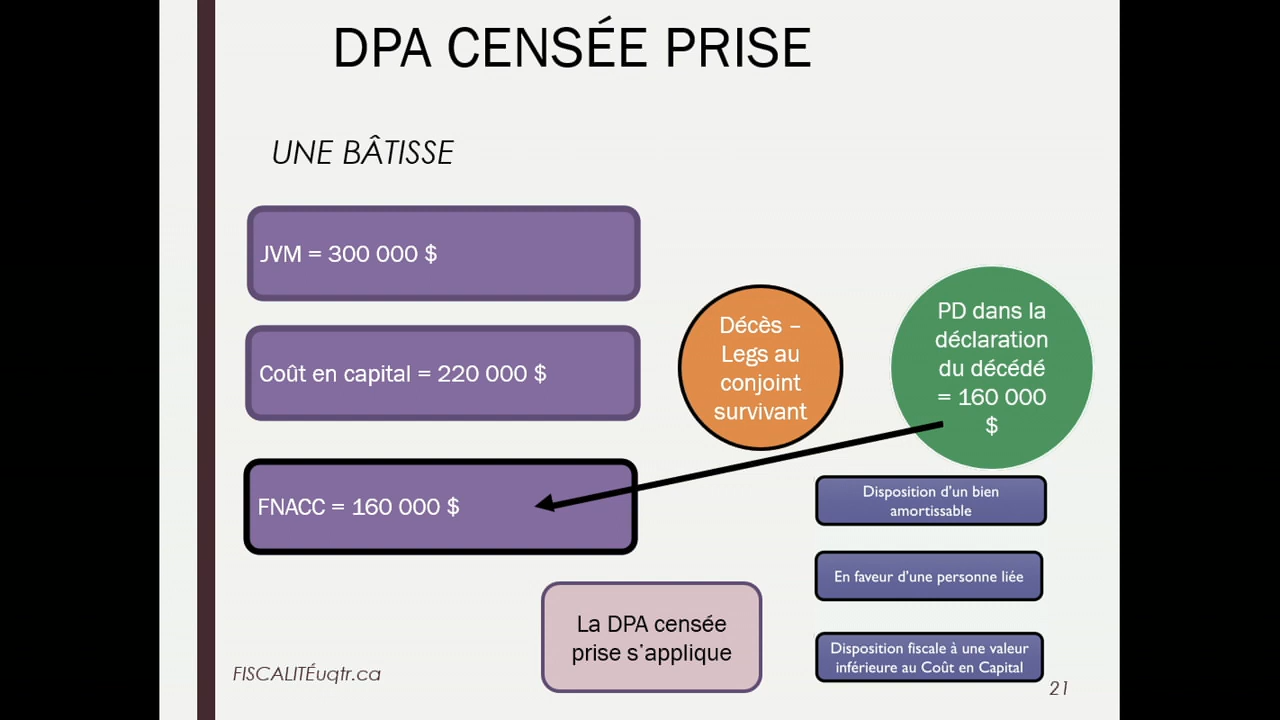 DPA CENSÉE PRISE
UNE BÂTISSE
JVM = 300 000 $
Coût en capital = 220 000 $
FNACC = 160 000 $
Décès –
Legs au
conjoint
survivant
PD dans la
déclaration
du décédé
= 160 000
$
Disposition d'un bien
amortissable
En faveur d'une personne liée
Disposition fiscale à une valeur
inférieure au Coût en Capital
La DPA censée
prise s'applique
FISCALITÉuqtr.ca
21